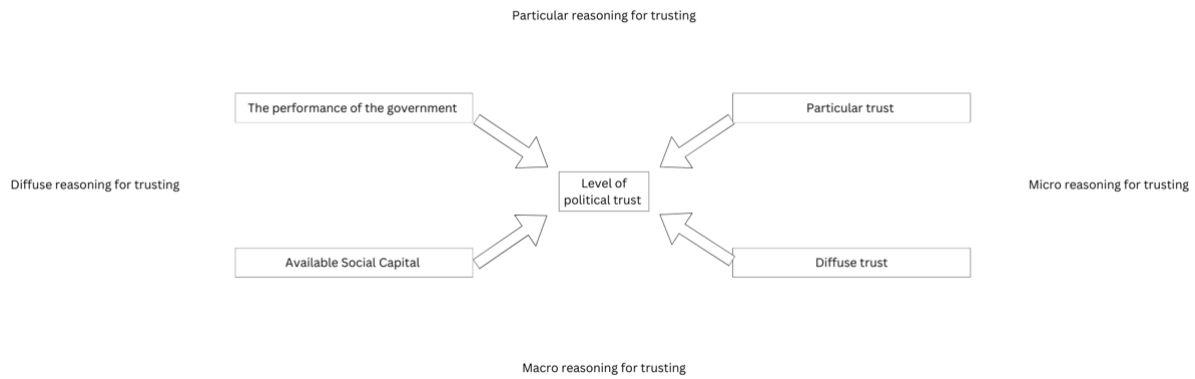 Particular reasoning for trusting
The performance of the government
Particular trust
Diffuse reasoning for trusting
Level of
political trust
Micro reasoning for trusting
Available Social Capital
Diffuse trust
Macro reasoning for trusting